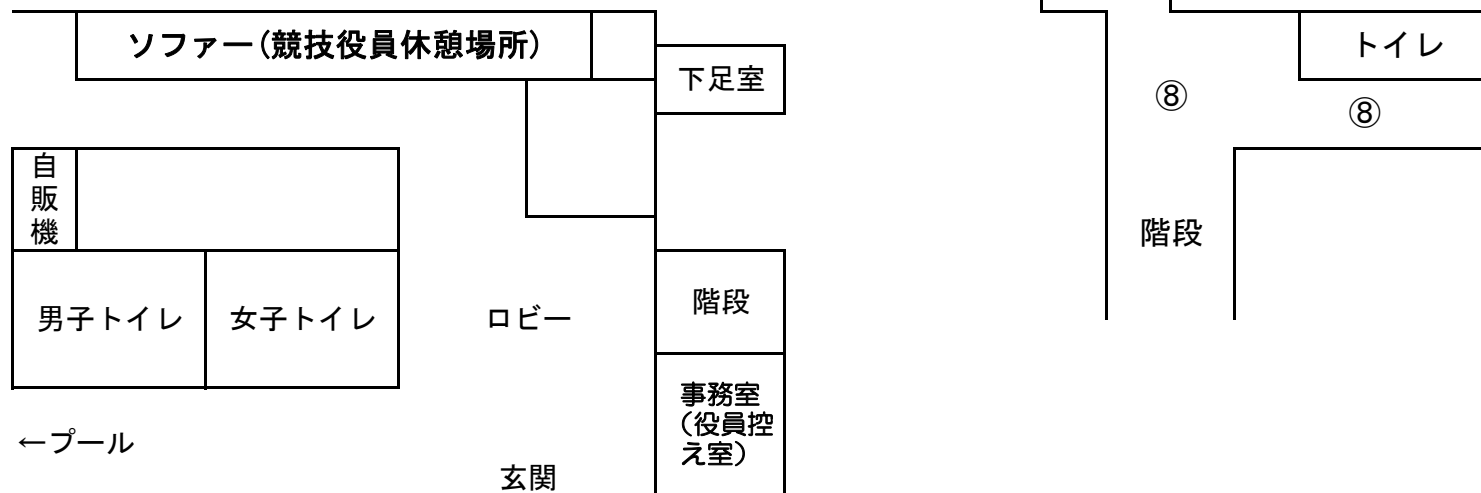 ソファー(競技役員休憩場所)
下足室
トイレ
⑧
⑧
自
販
機
階段
男子トイレ
女子トイレ
ロビー
階段
事務室
(役員控
え室)
←プール
玄関